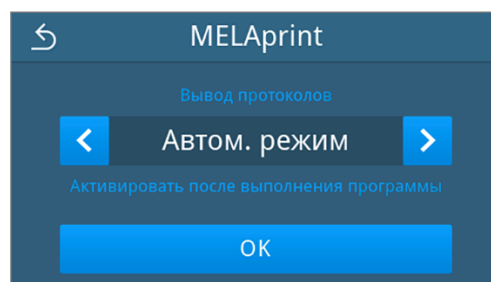 MELAprint
Вывод протоколов
Автом. режим
Активировать после выполнения программы
OK